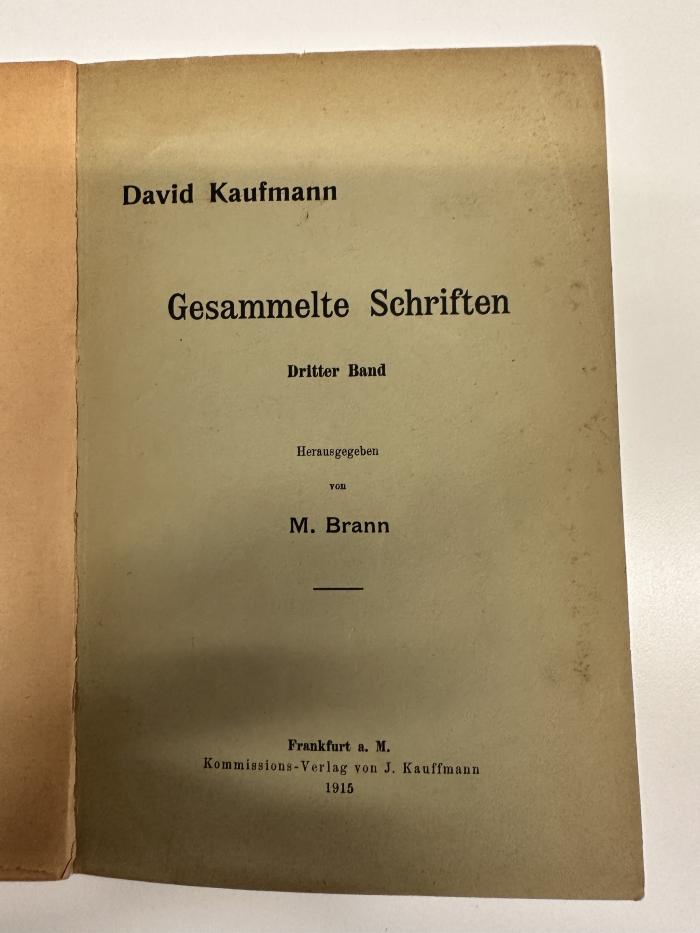 David Kaufmann
Gesammelte Schriften
Dritter Band
Herausgegeben
von
M. Brann
Frankfurt a. M.
Kommissions-Verlag von J. Kauffmann
1915